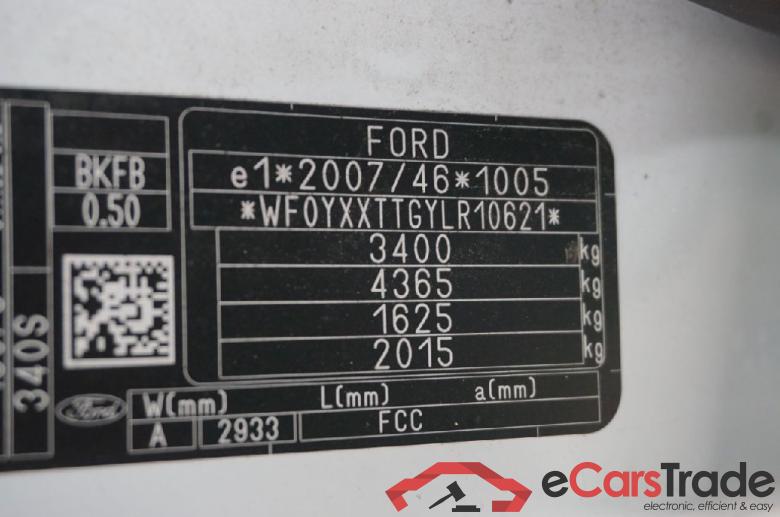 FORD
BKFB
e1*2007/46*1005
0.50
*WF0YXXTTGYLR10621*
3400 kg
4365 kg
1625 kg
2015 kg
340S
Ford
W(mm) L(mm) a(mm)
A 2933 FCC
eCarsTrade
electronic, efficient & easy